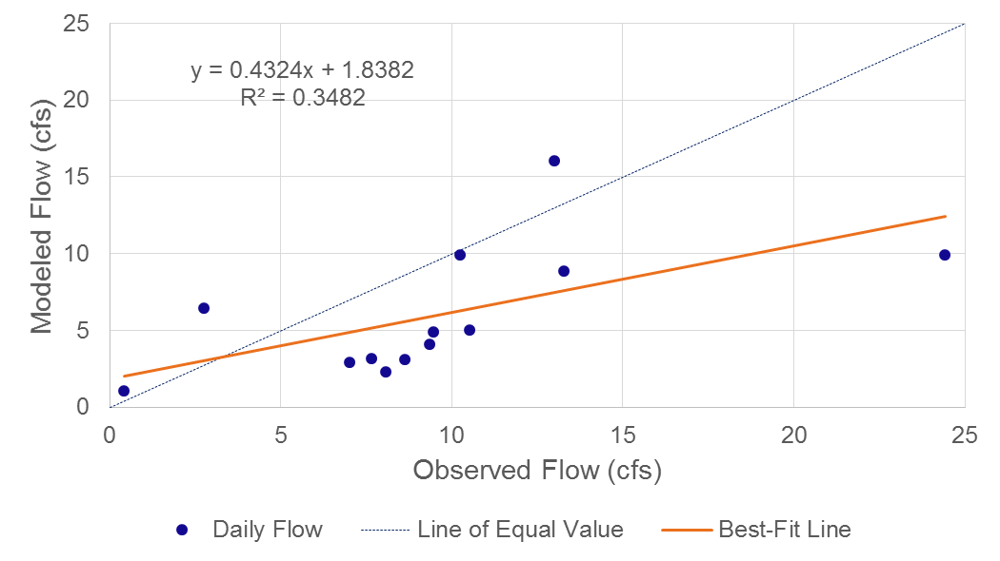 25
y = 0.4324x + 1.8382
R² = 0.3482
20
15
10
5
0
Modeled Flow (cfs)
0 5 10 15 20 25
Observed Flow (cfs)
Daily Flow Line of Equal Value Best-Fit Line